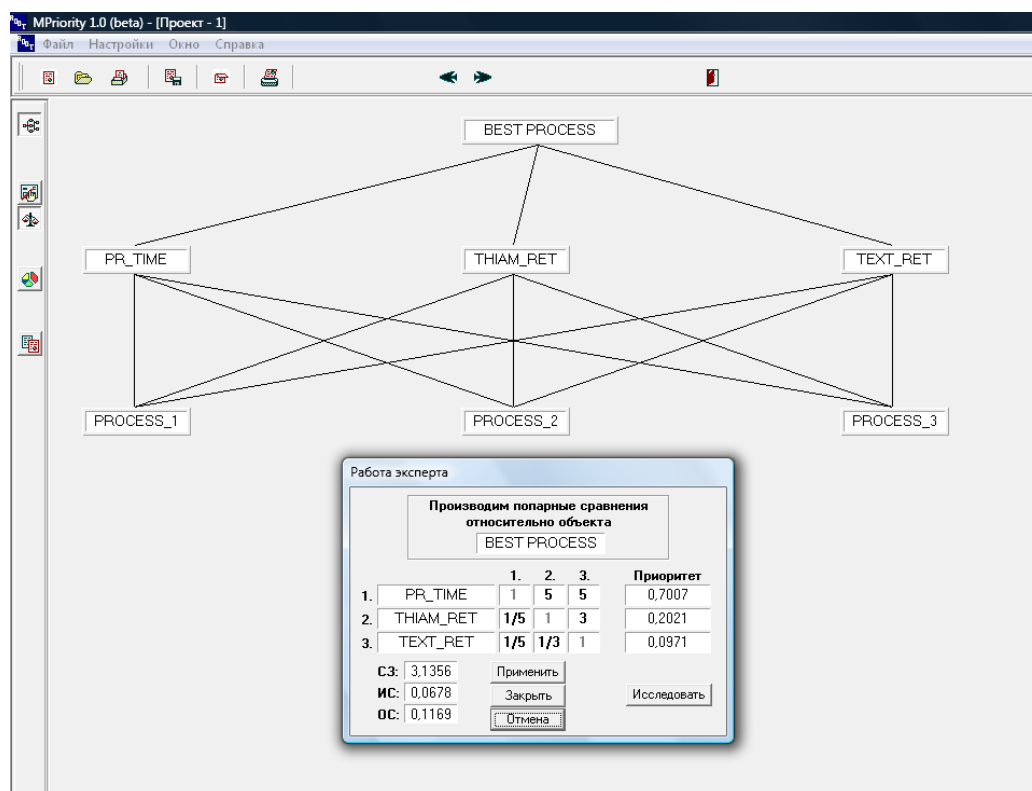 MPriority 1.0 (beta) - [Проект - 1]
Файл Настройки Окно Справка
BEST PROCESS
PR_TIME THIAM_RET TEXT_RET
PROCESS_1 PROCESS_2 PROCESS_3
Работа эксперта
Производим попарные сравнения
относительно объекта
BEST PROCESS
1. 2. 3. Приоритет
1. PR_TIME 1 5 5 0,7007
2. THIAM_RET 1/5 1 3 0,2021
3. TEXT_RET 1/5 1/3 1 0,0971
СЗ: 3,1356 Применить
ИС: 0,0678 Закрыть Исследовать
ОС: 0,1169 Отмена